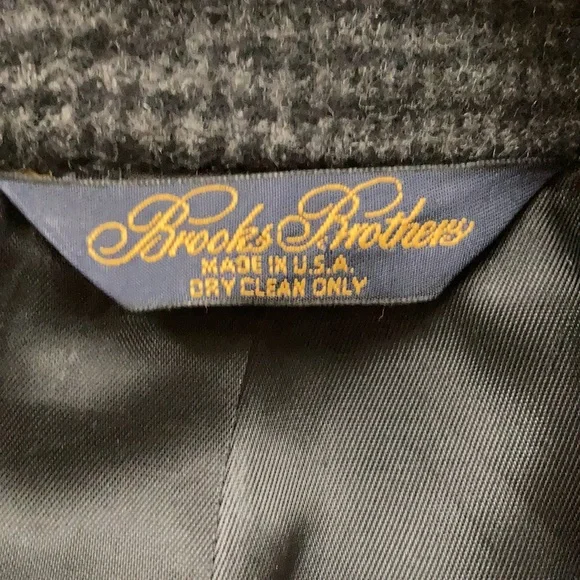 Brooks Brothers
MADE IN U.S.A.
DRY CLEAN ONLY